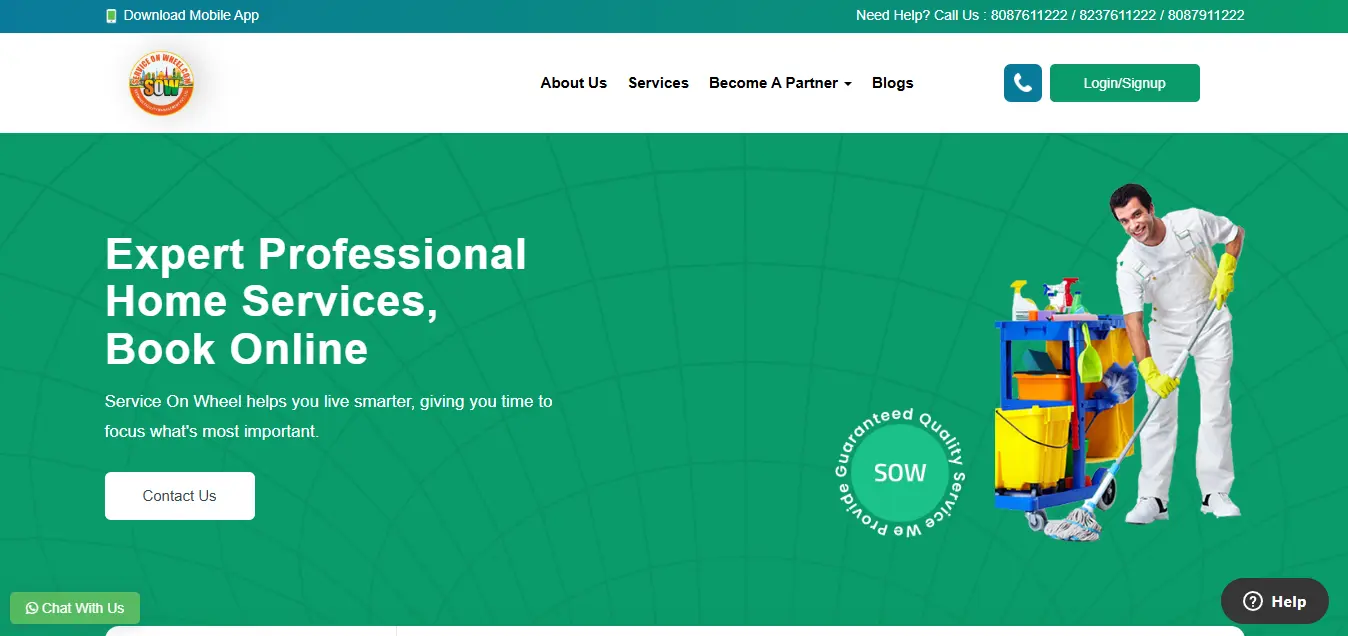 Download Mobile App
Need Help? Call Us : 8087611222 / 8237611222 / 8087911222
SERVICE ON WHEEL.COM
SOW
About Us
Services
Become A Partner
Blogs
Login/Signup
Expert Professional
Home Services,
Book Online
Service On Wheel helps you live smarter, giving you time to
focus what's most important.
Contact Us
We Provide Guaranteed Quality Service
SOW
Chat With Us
Help